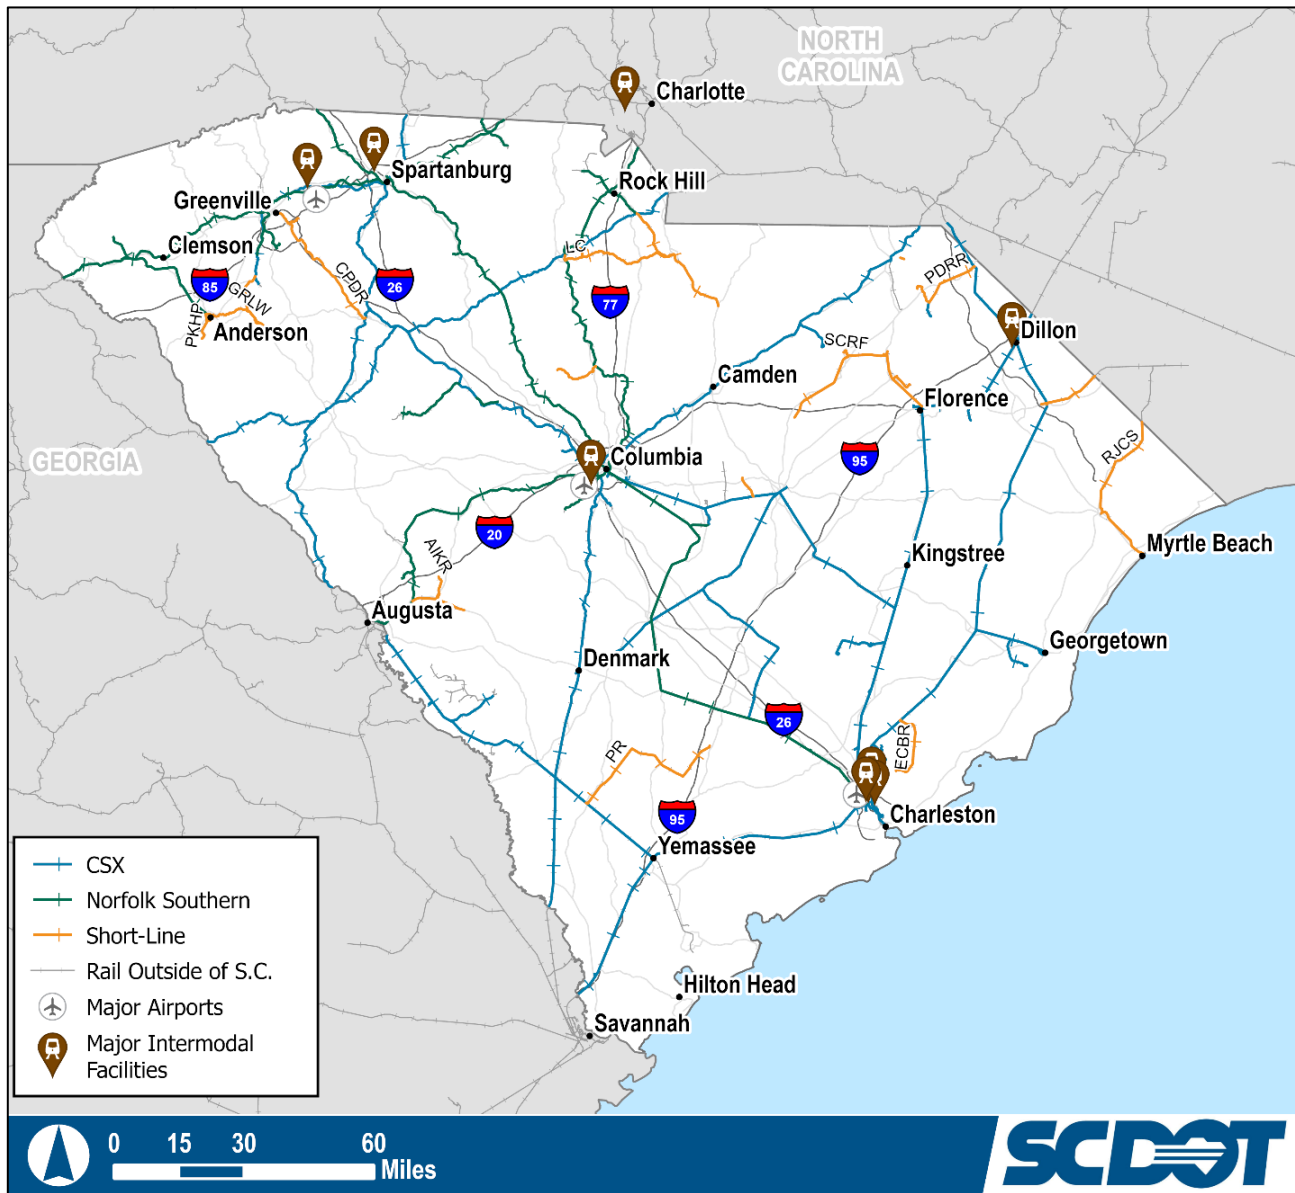 NORTH
CAROLINA
Charlotte
Spartanburg
Rock Hill
Greenville
Clemson
LC
PDRR
85
GRLW
CPDR
26
77
PKHP
Anderson
SCRF
Dillon
Camden
Florence
GEORGIA
Columbia
95
RJCS
20
AIKR
Kingstree
Myrtle Beach
Augusta
Georgetown
Denmark
26
PR
ECBR
95
Charleston
Yemassee
Hilton Head
Savannah
CSX
Norfolk Southern
Short-Line
Rail Outside of S.C.
Major Airports
Major Intermodal
Facilities
0 15 30 60
Miles
SCDOT